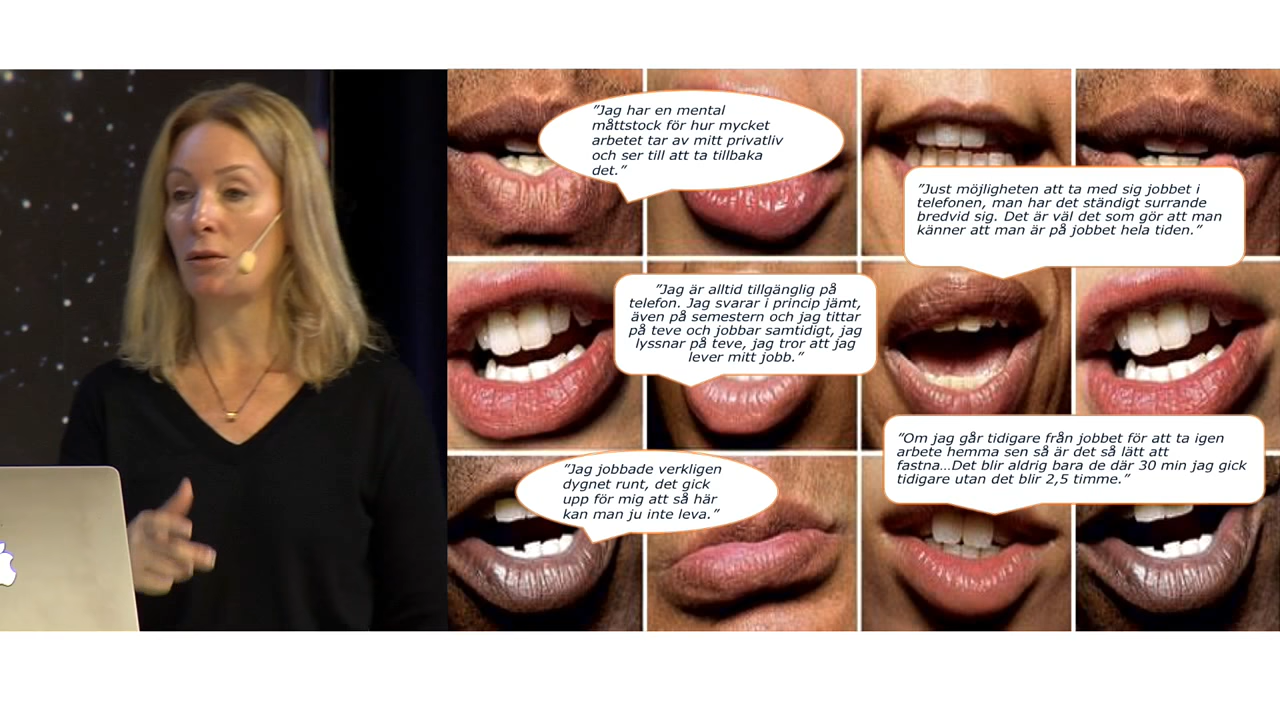 ”Jag har en mental
måttstock för hur mycket
arbetet tar av mitt privatliv
och ser till att ta tillbaka
det.”
”Just möjligheten att ta med sig jobbet i
telefonen, man har det ständigt surrande
bredvid sig. Det är väl det som gör att man
känner att man är på jobbet hela tiden.”
”Jag är alltid tillgänglig på
telefon. Jag svarar i princip jämt,
även på semestern och jag tittar
på teve och jobbar samtidigt, jag
lyssnar på teve, jag tror att jag
lever mitt jobb.”
”Om jag går tidigare från jobbet för att ta igen
arbete hemma sen så är det så lätt att
fastna…Det blir aldrig bara de där 30 min jag gick
tidigare utan det blir 2,5 timme.”
”Jag jobbade verkligen
dygnet runt, det gick
upp för mig att så här
kan man ju inte leva.”